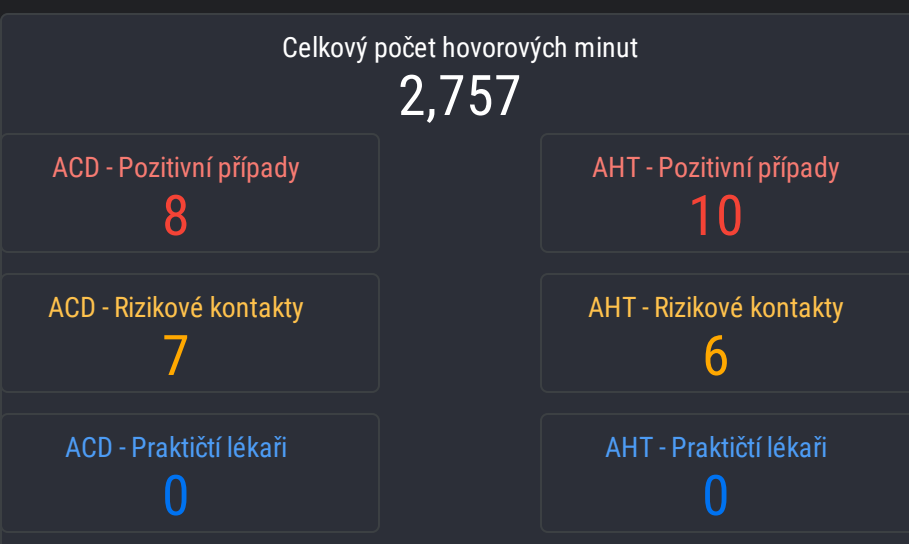 Celkový počet hovorových minut
2,757
ACD - Pozitivní případy
8
AHT - Pozitivní případy
10
ACD - Rizikové kontakty
7
AHT - Rizikové kontakty
6
ACD - Praktičtí lékaři
0
AHT - Praktičtí lékaři
0